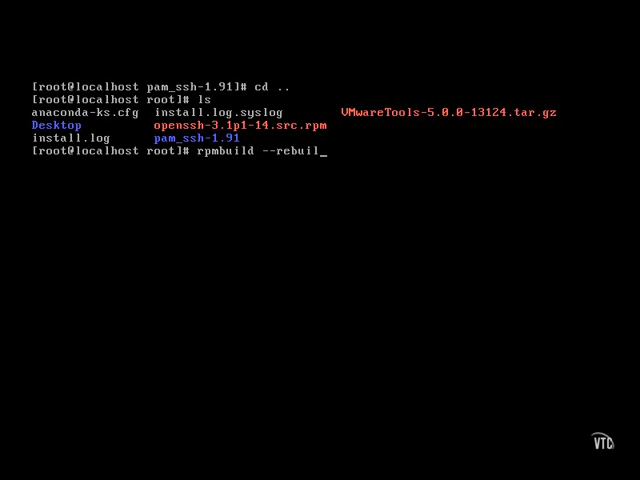 [root@localhost pam_ssh-1.91]# cd ..
[root@localhost root]# ls
anaconda-ks.cfg  install.log.syslog        VMwareTools-5.0.0-13124.tar.gz
Desktop          openssh-3.1p1-14.src.rpm
install.log      pam_ssh-1.91
[root@localhost root]# rpmbuild --rebuil_
VTC